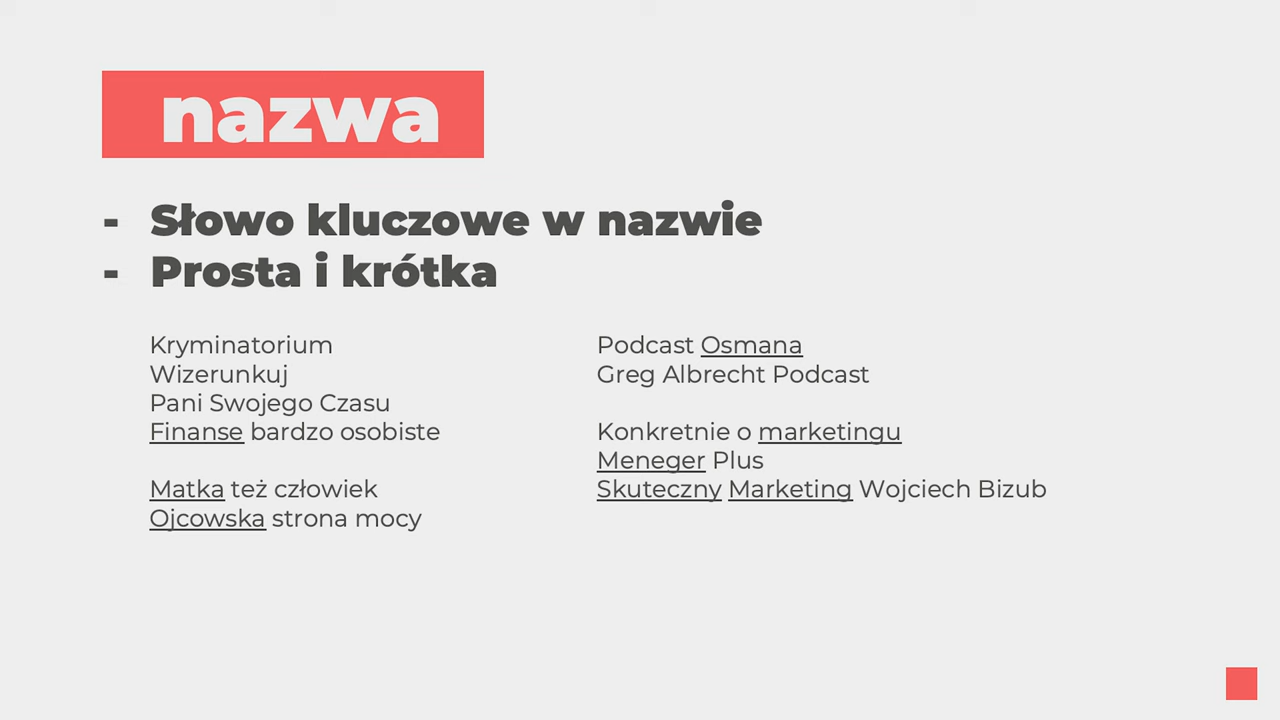 nazwa
- Słowo kluczowe w nazwie
- Prosta i krótka
Kryminatorium
Wizerunkuj
Pani Swojego Czasu
Finanse bardzo osobiste
Matka też człowiek
Ojcowska strona mocy
Podcast Osmana
Greg Albrecht Podcast
Konkretnie o marketingu
Meneger Plus
Skuteczny Marketing Wojciech Bizub